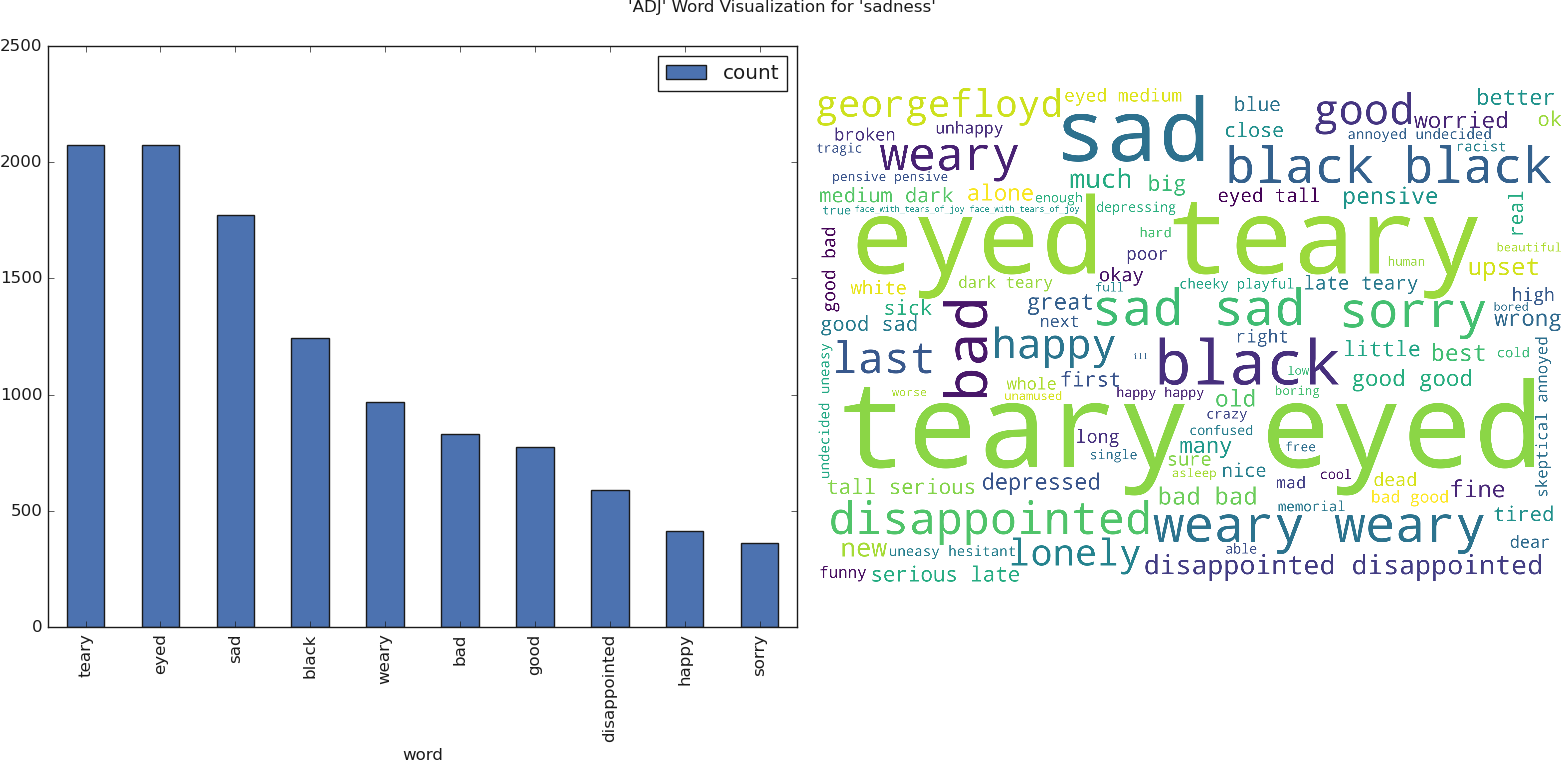 'ADJ' Word Visualization for 'sadness'
2500
2000
1500
1000
500
0
count
teary
eyed
sad
black
weary
bad
good
disappointed
happy
sorry
word
georgefloyd
eyed medium
sad
blue
good
better
broken
unhappy
close
worried
ok
tragic
weary
annoyed undecided
racist
black black
pensive pensive
much
big
medium dark
alone
enough
eyed tall
pensive
real
true
face with tears of joy face with tears of joy
depressing
eyed teary
hard
good bad
poor
beautiful
human
okay
upset
white
dark teary
full
cheeky playful
late teary
high
sick
great
sad sad
sorry
bored
good sad
next
wrong
bad
last
happy
right
little
best
cold
undecided uneasy
black
low
whole
first
good good
skeptical annoyed
worse
unamused
happy happy
old
boring
teary eyed
crazy
long
confused
many
single
free
sure
asleep
nice
mad
cool
dead
tall serious
depressed
bad bad
bad good
fine
disappointed
weary weary
memorial
tired
new
uneasy hesitant
lonely
able
dear
funny
serious late
disappointed disappointed